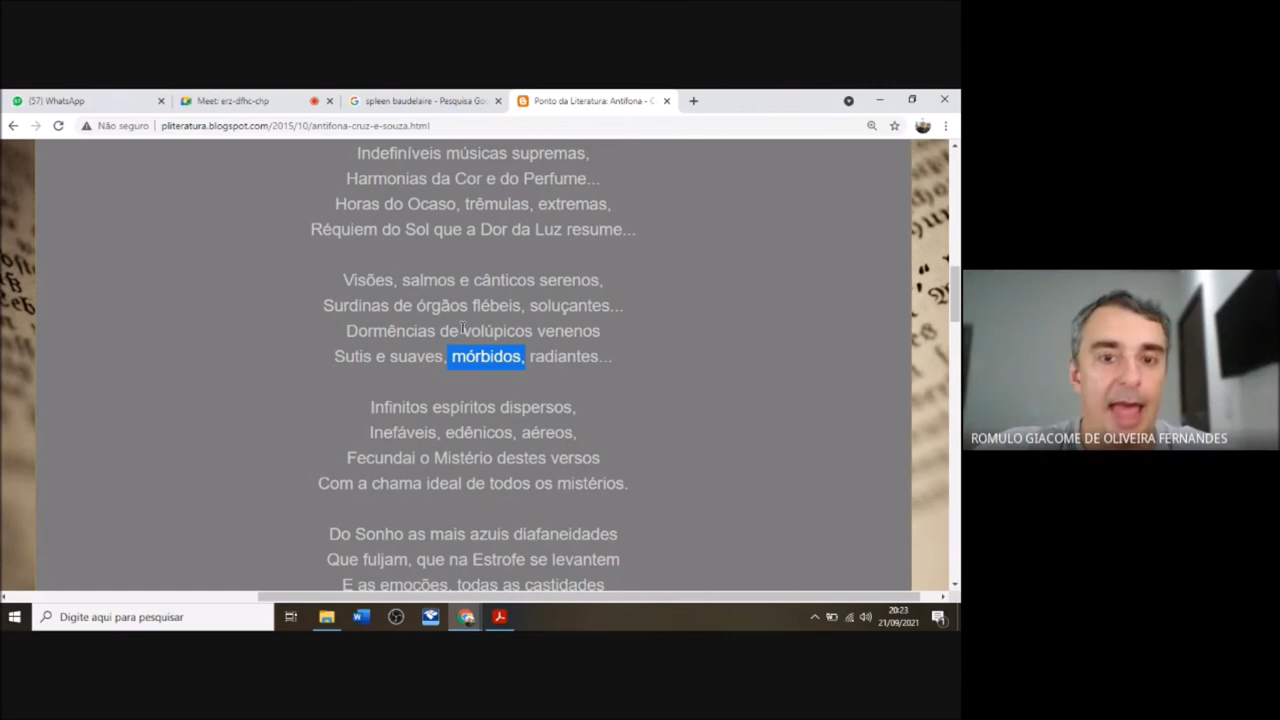 (57) WhatsApp
Meet: erz-dfhc-chp
spleen baudelaire - Pesquisa Goo
Ponto da Literatura: Antífona - C
Não seguro
pliteratura.blogspot.com/2015/10/antifona-cruz-e-souza.html
Indefiníveis músicas supremas,
Harmonias da Cor e do Perfume...
Horas do Ocaso, trêmulas, extremas,
Réquiem do Sol que a Dor da Luz resume...
Visões, salmos e cânticos serenos,
Surdinas de órgãos flébeis, soluçantes...
Dormências de volúpicos venenos
Sutis e suaves, mórbidos, radiantes...
Infinitos espíritos dispersos,
Inefáveis, edênicos, aéreos,
Fecundai o Mistério destes versos
Com a chama ideal de todos os mistérios.
Do Sonho as mais azuis diafaneidades
Que fuljam, que na Estrofe se levantem
E as emoções, todas as castidades
ROMULO GIACOME DE OLIVEIRA FERNANDES
Digite aqui para pesquisar
20:23
21/09/2021